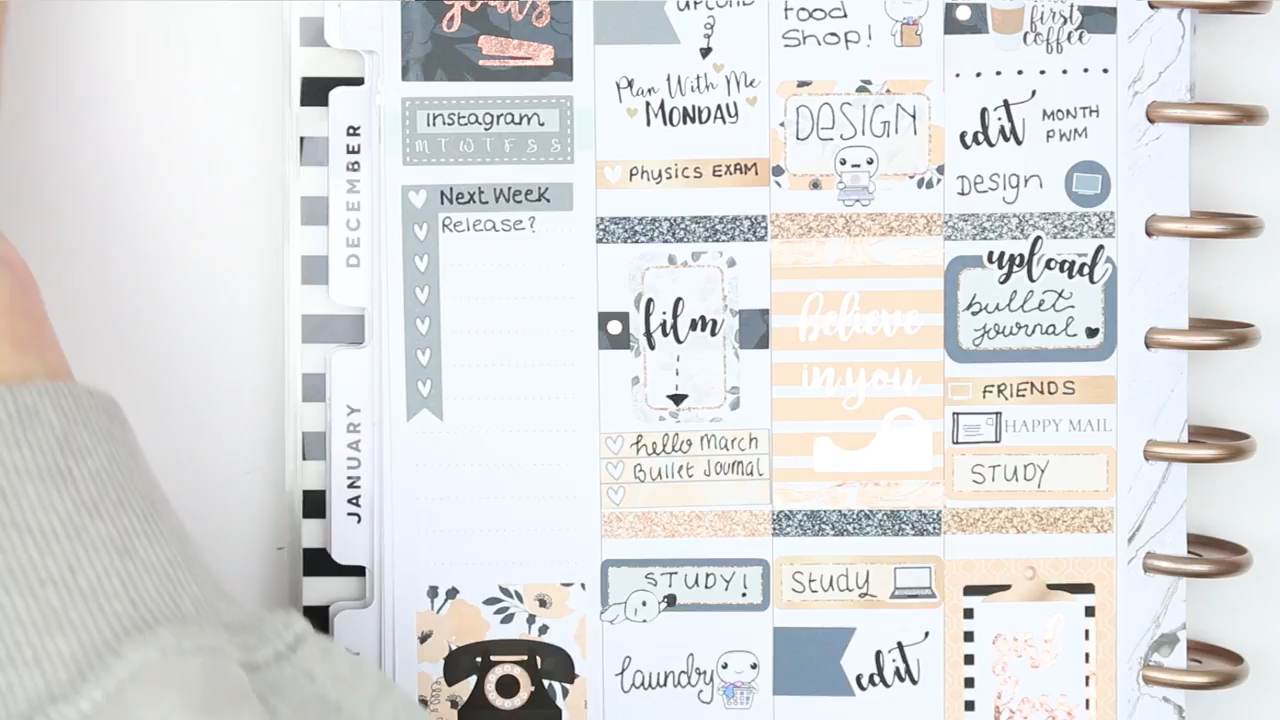 DECEMBER
JANUARY
goals
Instagram
M T W T F S S
Next Week
Release?
upload
Plan With Me
MONDAY
Physics EXAM
film
hello March
Bullet Journal
STUDY!
laundry
food
Shop!
DESIGN
Believe
in you
Study
edit
first
coffee
edit
MONTH
PWM
Design
upload
bullet
journal
FRIENDS
HAPPY MAIL
STUDY